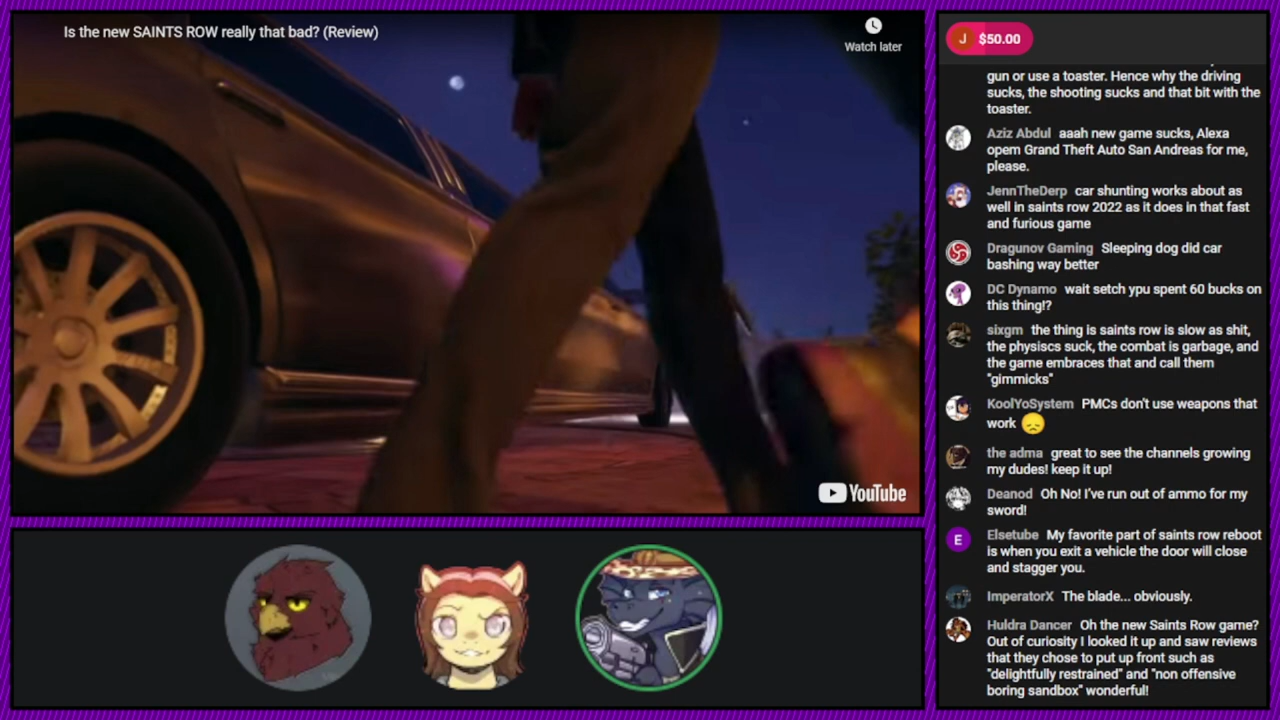 Is the new SAINTS ROW really that bad? (Review)
Watch later
YouTube
J $50.00
gun or use a toaster. Hence why the driving
sucks, the shooting sucks and that bit with the
toaster.
Aziz Abdul aaah new game sucks, Alexa
opem Grand Theft Auto San Andreas for me,
please.
JennTheDerp car shunting works about as
well in saints row 2022 as it does in that fast
and furious game
Dragunov Gaming Sleeping dog did car
bashing way better
DC Dynamo wait setch ypu spent 60 bucks on
this thing!?
sixgm the thing is saints row is slow as shit,
the physiscs suck, the combat is garbage, and
the game embraces that and call them
"gimmicks"
KoolYoSystem PMCs don't use weapons that
work 😞
the adma great to see the channels growing
my dudes! keep it up!
Deanod Oh No! I've run out of ammo for my
sword!
E Elsetube My favorite part of saints row reboot
is when you exit a vehicle the door will close
and stagger you.
ImperatorX The blade... obviously.
Huldra Dancer Oh the new Saints Row game?
Out of curiosity I looked it up and saw reviews
that they chose to put up front such as
"delightfully restrained" and "non offensive
boring sandbox" wonderful!